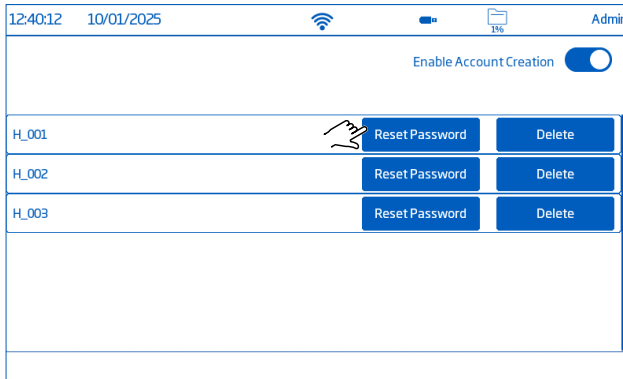 12:40:12 10/01/2025 1% Admi
Enable Account Creation
H_001 Reset Password Delete
H_002 Reset Password Delete
H_003 Reset Password Delete